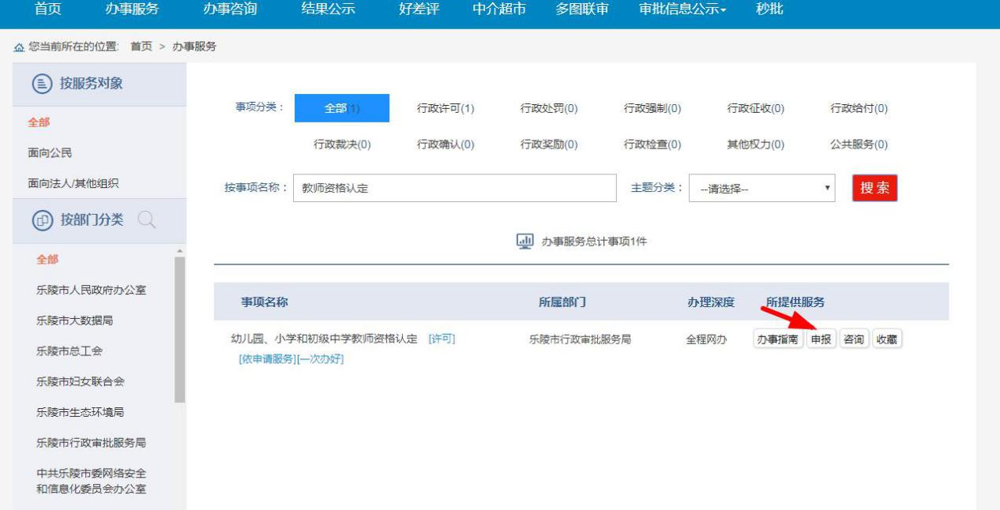 首页 办事服务 办事咨询 结果公示 好差评 中介超市 多图联审 审批信息公示 秒批
您当前所在的位置: 首页 > 办事服务
按服务对象
全部
面向公民
面向法人/其他组织
按部门分类
全部
乐陵市人民政府办公室
乐陵市大数据局
乐陵市总工会
乐陵市妇女联合会
乐陵市生态环境局
乐陵市行政审批服务局
中共乐陵市委网络安全
和信息化委员会办公室
事项分类： 全部(1) 行政许可(1) 行政处罚(0) 行政强制(0) 行政征收(0) 行政给付(0)
行政裁决(0) 行政确认(0) 行政奖励(0) 行政检查(0) 其他权力(0) 公共服务(0)
按事项名称： 教师资格认定 主题分类： --请选择-- 搜 索
办事服务总计事项1件
事项名称 所属部门 办理深度 所提供服务
幼儿园、小学和初级中学教师资格认定 [许可] 乐陵市行政审批服务局 全程网办 办事指南 申报 咨询 收藏
[依申请服务][一次办好]